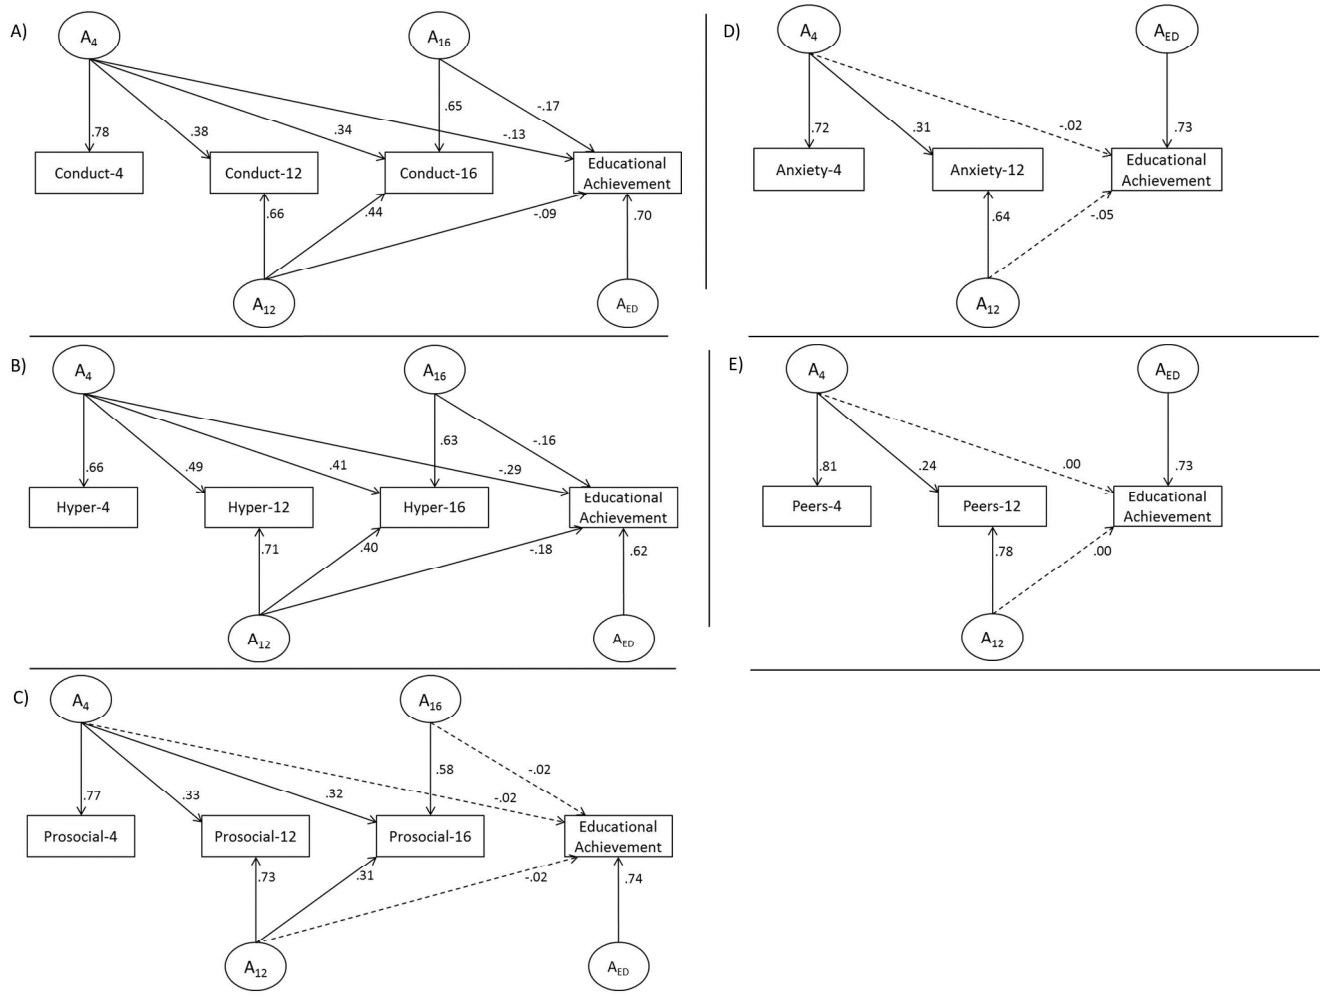 A)
A4
A16
.78
.38
.34
.65
-.17
-.13
Conduct-4
Conduct-12
Conduct-16
Educational
Achievement
.66
.44
-.09
.70
A12
AED
D)
A4
AED
.72
.31
-.02
.73
Anxiety-4
Anxiety-12
Educational
Achievement
.64
-.05
A12
B)
A4
A16
.66
.49
.41
.63
-.16
-.29
Hyper-4
Hyper-12
Hyper-16
Educational
Achievement
.71
.40
-.18
.62
A12
AED
E)
A4
AED
.81
.24
.00
.73
Peers-4
Peers-12
Educational
Achievement
.78
.00
A12
C)
A4
A16
.77
.33
.32
.58
-.02
-.02
Prosocial-4
Prosocial-12
Prosocial-16
Educational
Achievement
.73
.31
-.02
.74
A12
AED